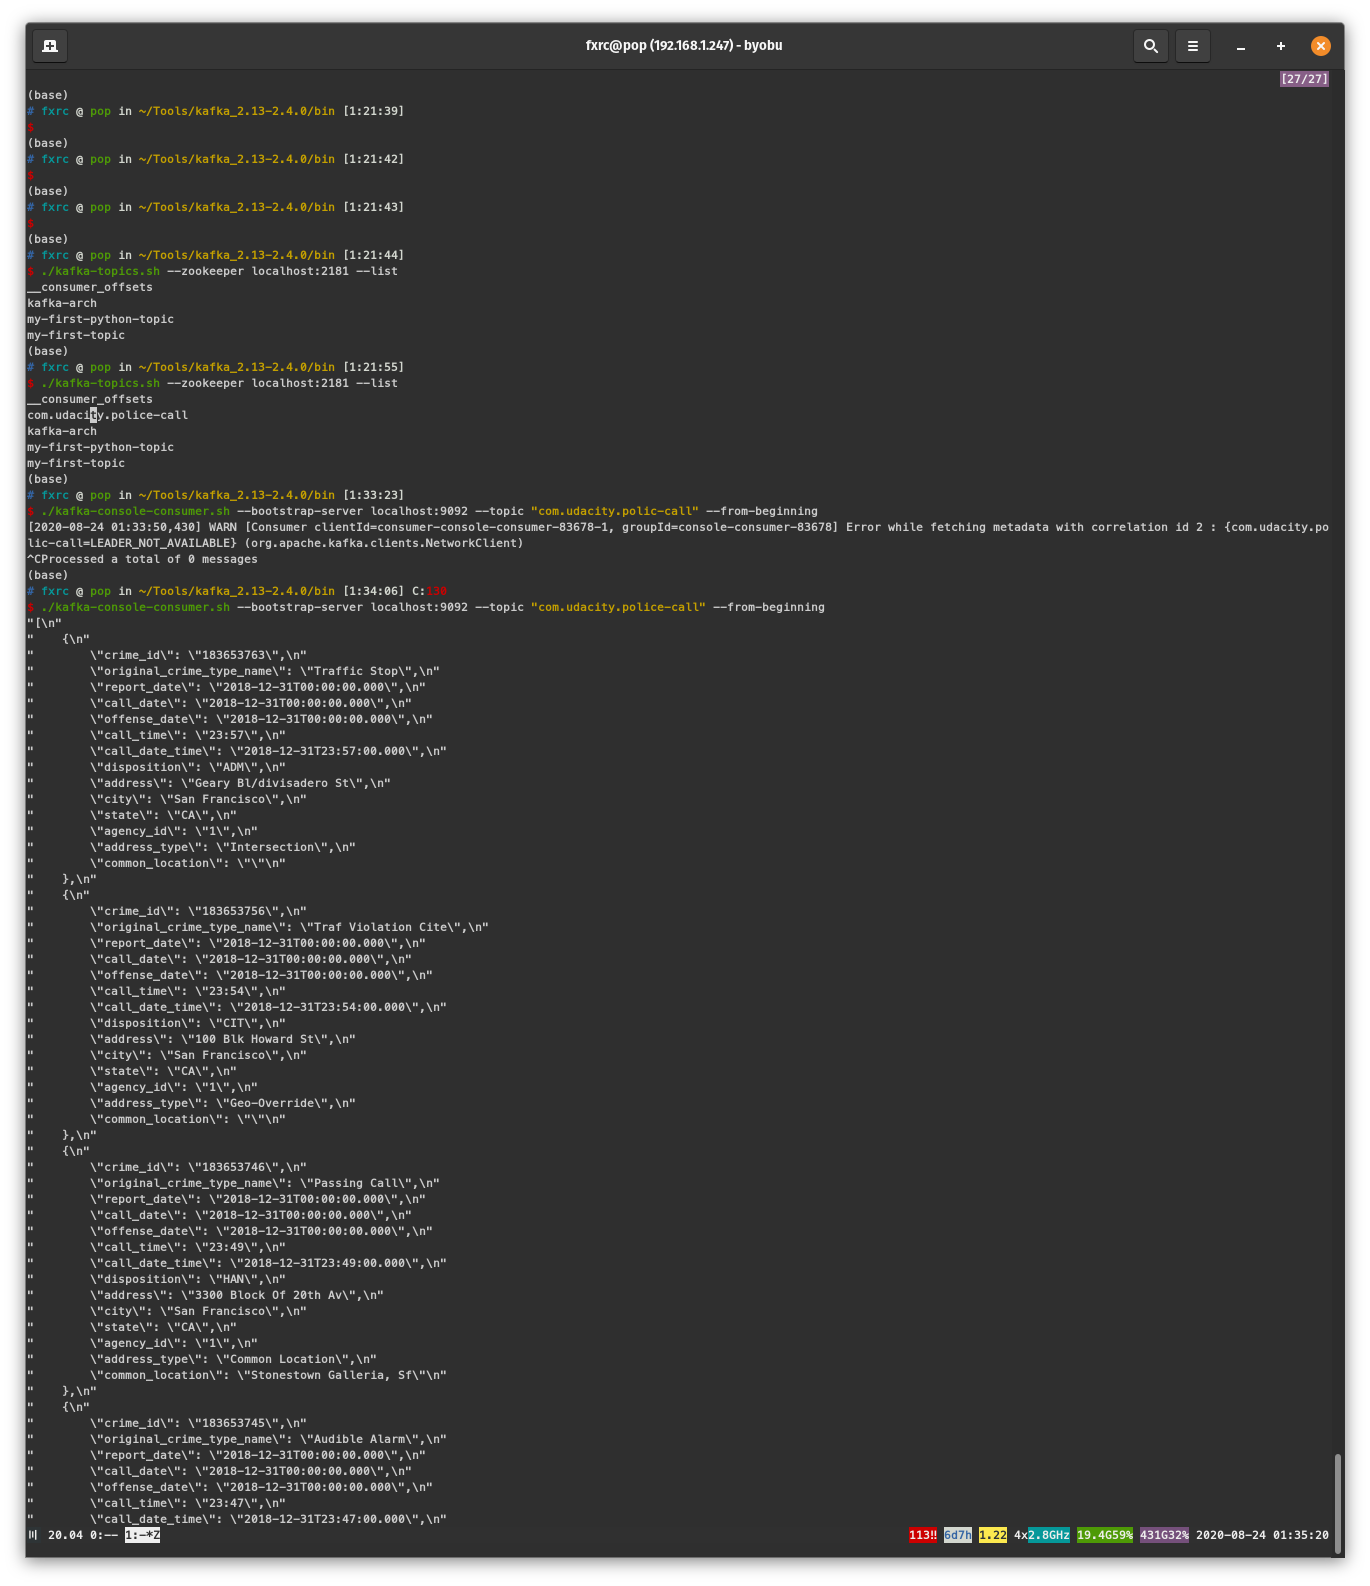 fxrc@pop (192.168.1.247) - byobu
[27/27]
(base)
# fxrc @ pop in ~/Tools/kafka_2.13-2.4.0/bin [1:21:39]
$
(base)
# fxrc @ pop in ~/Tools/kafka_2.13-2.4.0/bin [1:21:42]
$
(base)
# fxrc @ pop in ~/Tools/kafka_2.13-2.4.0/bin [1:21:43]
$
(base)
# fxrc @ pop in ~/Tools/kafka_2.13-2.4.0/bin [1:21:44]
$ ./kafka-topics.sh --zookeeper localhost:2181 --list
__consumer_offsets
kafka-arch
my-first-python-topic
my-first-topic
(base)
# fxrc @ pop in ~/Tools/kafka_2.13-2.4.0/bin [1:21:55]
$ ./kafka-topics.sh --zookeeper localhost:2181 --list
__consumer_offsets
com.udacity.police-call
kafka-arch
my-first-python-topic
my-first-topic
(base)
# fxrc @ pop in ~/Tools/kafka_2.13-2.4.0/bin [1:33:23]
$ ./kafka-console-consumer.sh --bootstrap-server localhost:9092 --topic "com.udacity.polic-call" --from-beginning
[2020-08-24 01:33:50,430] WARN [Consumer clientId=consumer-console-consumer-83678-1, groupId=console-consumer-83678] Error while fetching metadata with correlation id 2 : {com.udacity.po
lic-call=LEADER_NOT_AVAILABLE} (org.apache.kafka.clients.NetworkClient)
^CProcessed a total of 0 messages
(base)
# fxrc @ pop in ~/Tools/kafka_2.13-2.4.0/bin [1:34:06] C:130
$ ./kafka-console-consumer.sh --bootstrap-server localhost:9092 --topic "com.udacity.police-call" --from-beginning
"[\n"
"    {\n"
"        \"crime_id\": \"183653763\",\n"
"        \"original_crime_type_name\": \"Traffic Stop\",\n"
"        \"report_date\": \"2018-12-31T00:00:00.000\",\n"
"        \"call_date\": \"2018-12-31T00:00:00.000\",\n"
"        \"offense_date\": \"2018-12-31T00:00:00.000\",\n"
"        \"call_time\": \"23:57\",\n"
"        \"call_date_time\": \"2018-12-31T23:57:00.000\",\n"
"        \"disposition\": \"ADM\",\n"
"        \"address\": \"Geary Bl/divisadero St\",\n"
"        \"city\": \"San Francisco\",\n"
"        \"state\": \"CA\",\n"
"        \"agency_id\": \"1\",\n"
"        \"address_type\": \"Intersection\",\n"
"        \"common_location\": \"\"\n"
"    },\n"
"    {\n"
"        \"crime_id\": \"183653756\",\n"
"        \"original_crime_type_name\": \"Traf Violation Cite\",\n"
"        \"report_date\": \"2018-12-31T00:00:00.000\",\n"
"        \"call_date\": \"2018-12-31T00:00:00.000\",\n"
"        \"offense_date\": \"2018-12-31T00:00:00.000\",\n"
"        \"call_time\": \"23:54\",\n"
"        \"call_date_time\": \"2018-12-31T23:54:00.000\",\n"
"        \"disposition\": \"CIT\",\n"
"        \"address\": \"100 Blk Howard St\",\n"
"        \"city\": \"San Francisco\",\n"
"        \"state\": \"CA\",\n"
"        \"agency_id\": \"1\",\n"
"        \"address_type\": \"Geo-Override\",\n"
"        \"common_location\": \"\"\n"
"    },\n"
"    {\n"
"        \"crime_id\": \"183653746\",\n"
"        \"original_crime_type_name\": \"Passing Call\",\n"
"        \"report_date\": \"2018-12-31T00:00:00.000\",\n"
"        \"call_date\": \"2018-12-31T00:00:00.000\",\n"
"        \"offense_date\": \"2018-12-31T00:00:00.000\",\n"
"        \"call_time\": \"23:49\",\n"
"        \"call_date_time\": \"2018-12-31T23:49:00.000\",\n"
"        \"disposition\": \"HAN\",\n"
"        \"address\": \"3300 Block Of 20th Av\",\n"
"        \"city\": \"San Francisco\",\n"
"        \"state\": \"CA\",\n"
"        \"agency_id\": \"1\",\n"
"        \"address_type\": \"Common Location\",\n"
"        \"common_location\": \"Stonestown Galleria, Sf\"\n"
"    },\n"
"    {\n"
"        \"crime_id\": \"183653745\",\n"
"        \"original_crime_type_name\": \"Audible Alarm\",\n"
"        \"report_date\": \"2018-12-31T00:00:00.000\",\n"
"        \"call_date\": \"2018-12-31T00:00:00.000\",\n"
"        \"offense_date\": \"2018-12-31T00:00:00.000\",\n"
"        \"call_time\": \"23:47\",\n"
"        \"call_date_time\": \"2018-12-31T23:47:00.000\",\n"
20.04 0:-- 1:-*Z 113!! 6d7h 1.22 4x2.8GHz 19.4G59% 431G32% 2020-08-24 01:35:20